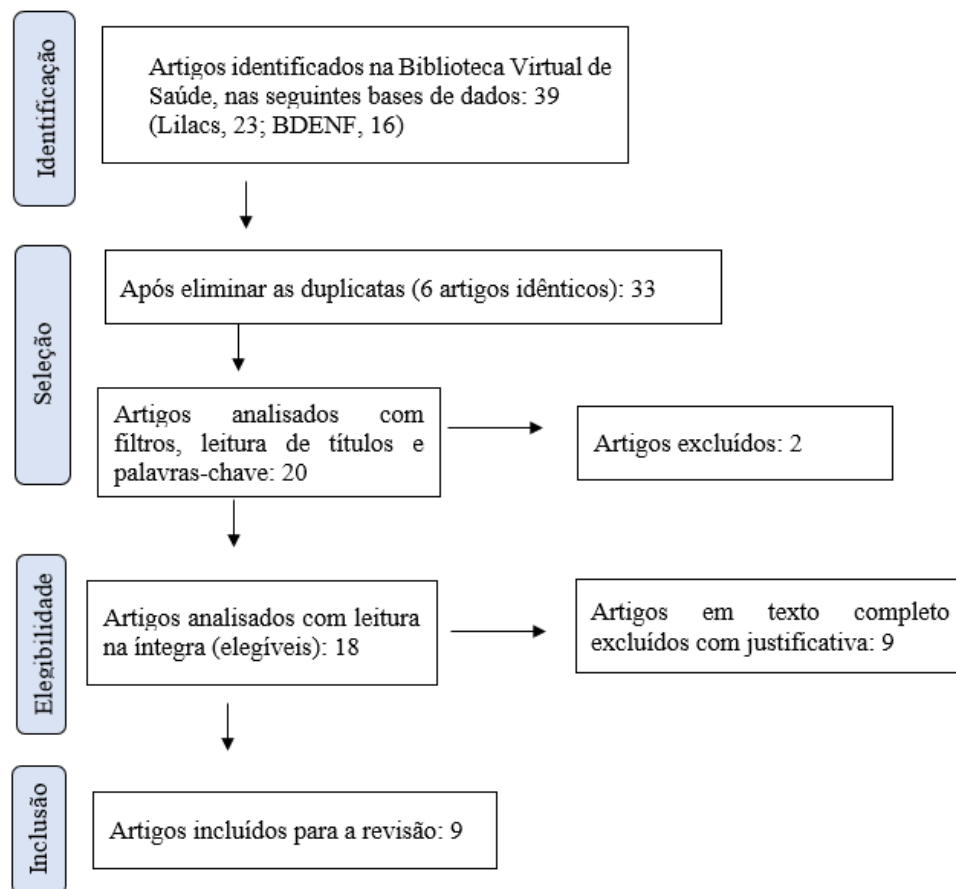 Identificação
Artigos identificados na Biblioteca Virtual de
Saúde, nas seguintes bases de dados: 39
(Lilacs, 23; BDENF, 16)
Seleção
Após eliminar as duplicatas (6 artigos idênticos): 33
Artigos analisados com
filtros, leitura de títulos e
palavras-chave: 20
Artigos excluídos: 2
Elegibilidade
Artigos analisados com leitura
na íntegra (elegíveis): 18
Artigos em texto completo
excluídos com justificativa: 9
Inclusão
Artigos incluídos para a revisão: 9